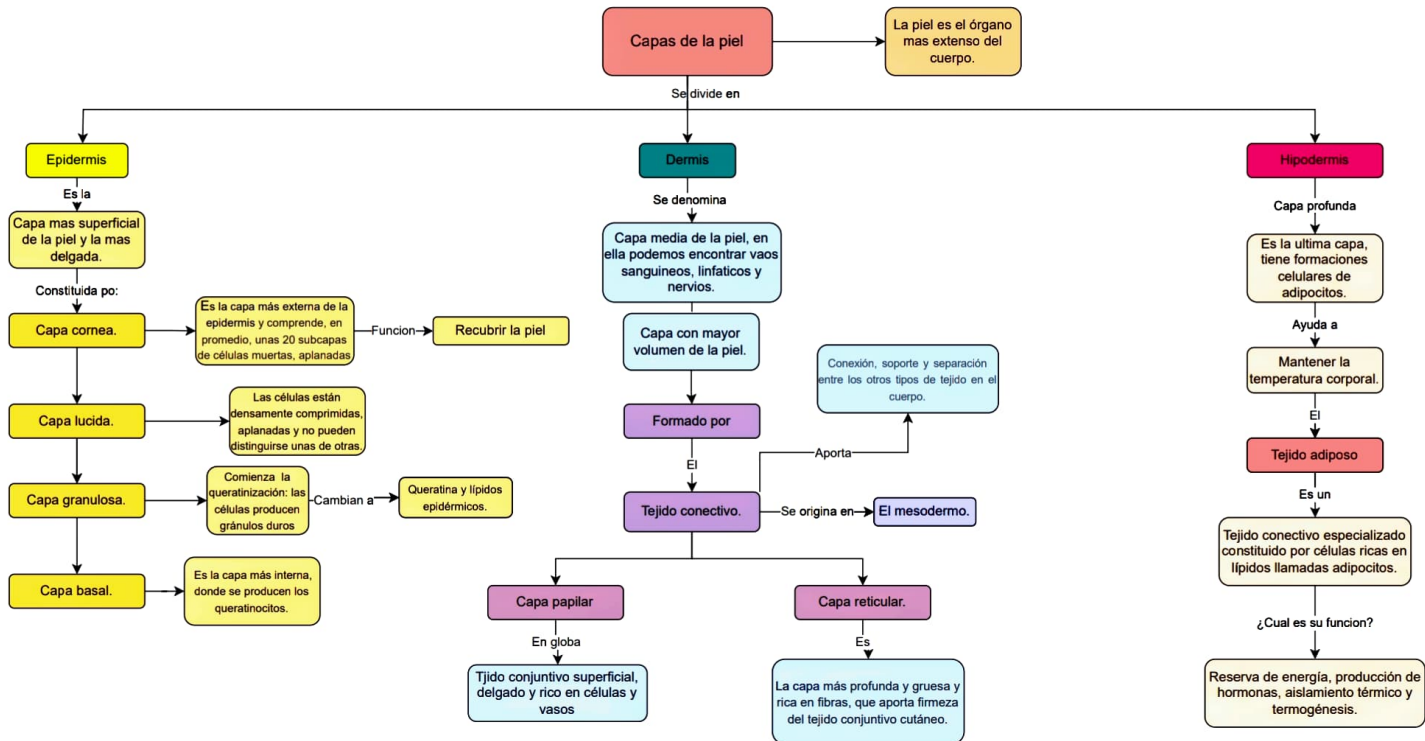 Capas de la piel
La piel es el órgano
mas extenso del
cuerpo.
Se divide en
Epidermis
Es la
Capa mas superficial
de la piel y la mas
delgada.
Constituida po:
Capa cornea.
Es la capa más externa de la
epidermis y comprende, en
promedio, unas 20 subcapas
de células muertas, aplanadas
Funcion
Recubrir la piel
Capa lucida.
Las células están
densamente comprimidas,
aplanadas y no pueden
distinguirse unas de otras.
Capa granulosa.
Comienza la
queratinización: las
células producen
gránulos duros
Cambian a
Queratina y lípidos
epidérmicos.
Capa basal.
Es la capa más interna,
donde se producen los
queratinocitos.
Dermis
Se denomina
Capa media de la piel, en
ella podemos encontrar vaos
sanguineos, linfaticos y
nervios.
Capa con mayor
volumen de la piel.
Formado por
El
Tejido conectivo.
Aporta
Conexión, soporte y separación
entre los otros tipos de tejido en el
cuerpo.
Se origina en
El mesodermo.
Capa papilar
En globa
Tjido conjuntivo superficial,
delgado y rico en células y
vasos
Capa reticular.
Es
La capa más profunda y gruesa y
rica en fibras, que aporta firmeza
del tejido conjuntivo cutáneo.
Hipodermis
Capa profunda
Es la ultima capa,
tiene formaciones
celulares de
adipocitos.
Ayuda a
Mantener la
temperatura corporal.
El
Tejido adiposo
Es un
Tejido conectivo especializado
constituido por células ricas en
lípidos llamadas adipocitos.
¿Cual es su funcion?
Reserva de energía, producción de
hormonas, aislamiento térmico y
termogénesis.